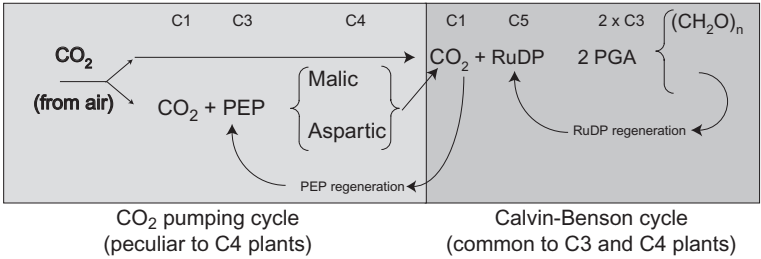 C1 C3 C4 C1 C5 2 x C3 (CH₂O)ₙ
CO₂
(from air)
CO₂ + RuDP 2 PGA
CO₂ + PEP
Malic
Aspartic
RuDP regeneration
PEP regeneration
CO₂ pumping cycle
(peculiar to C4 plants)
Calvin-Benson cycle
(common to C3 and C4 plants)